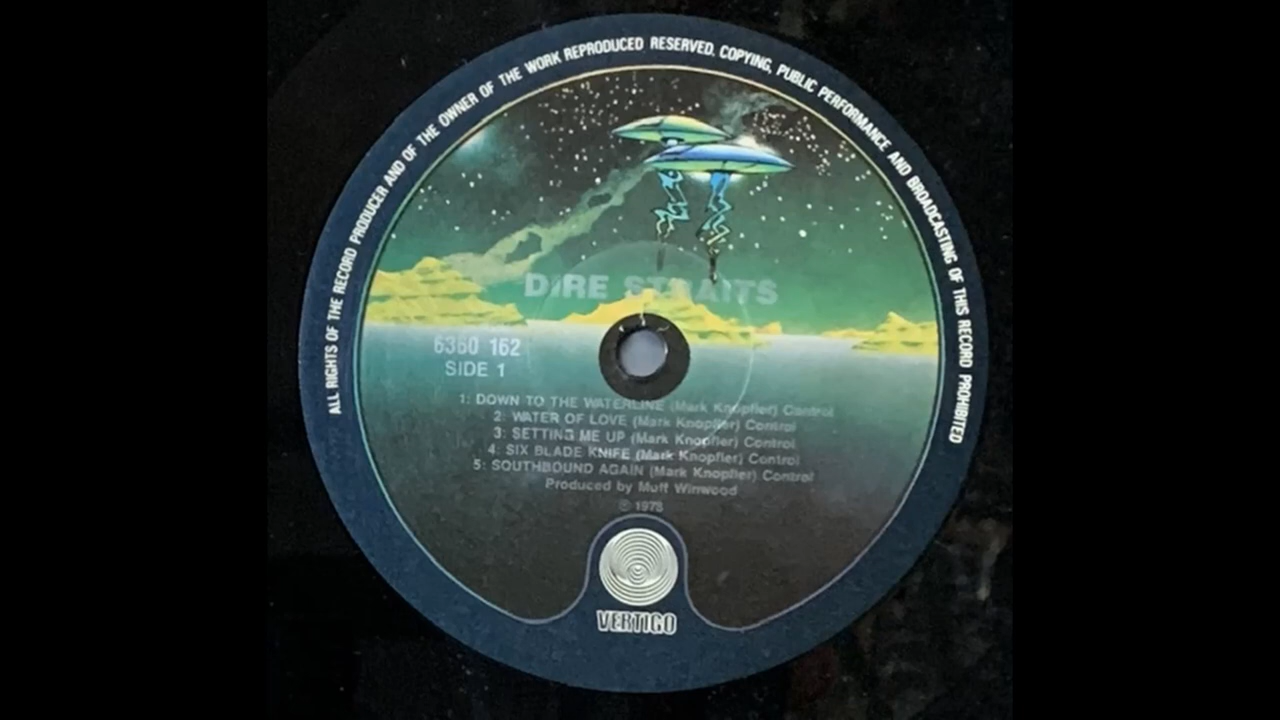 ALL RIGHTS OF THE RECORD PRODUCER AND OF THE OWNER OF THE WORK REPRODUCED RESERVED. COPYING, PUBLIC PERFORMANCE AND BROADCASTING OF THIS RECORD PROHIBITED
DIRE STRAITS
6360 162
SIDE 1
1: DOWN TO THE WATERLINE (Mark Knopfler) Control
2: WATER OF LOVE (Mark Knopfler) Control
3: SETTING ME UP (Mark Knopfler) Control
4: SIX BLADE KNIFE (Mark Knopfler) Control
5: SOUTHBOUND AGAIN (Mark Knopfler) Control
Produced by Muff Winwood
℗ 1978
VERTIGO